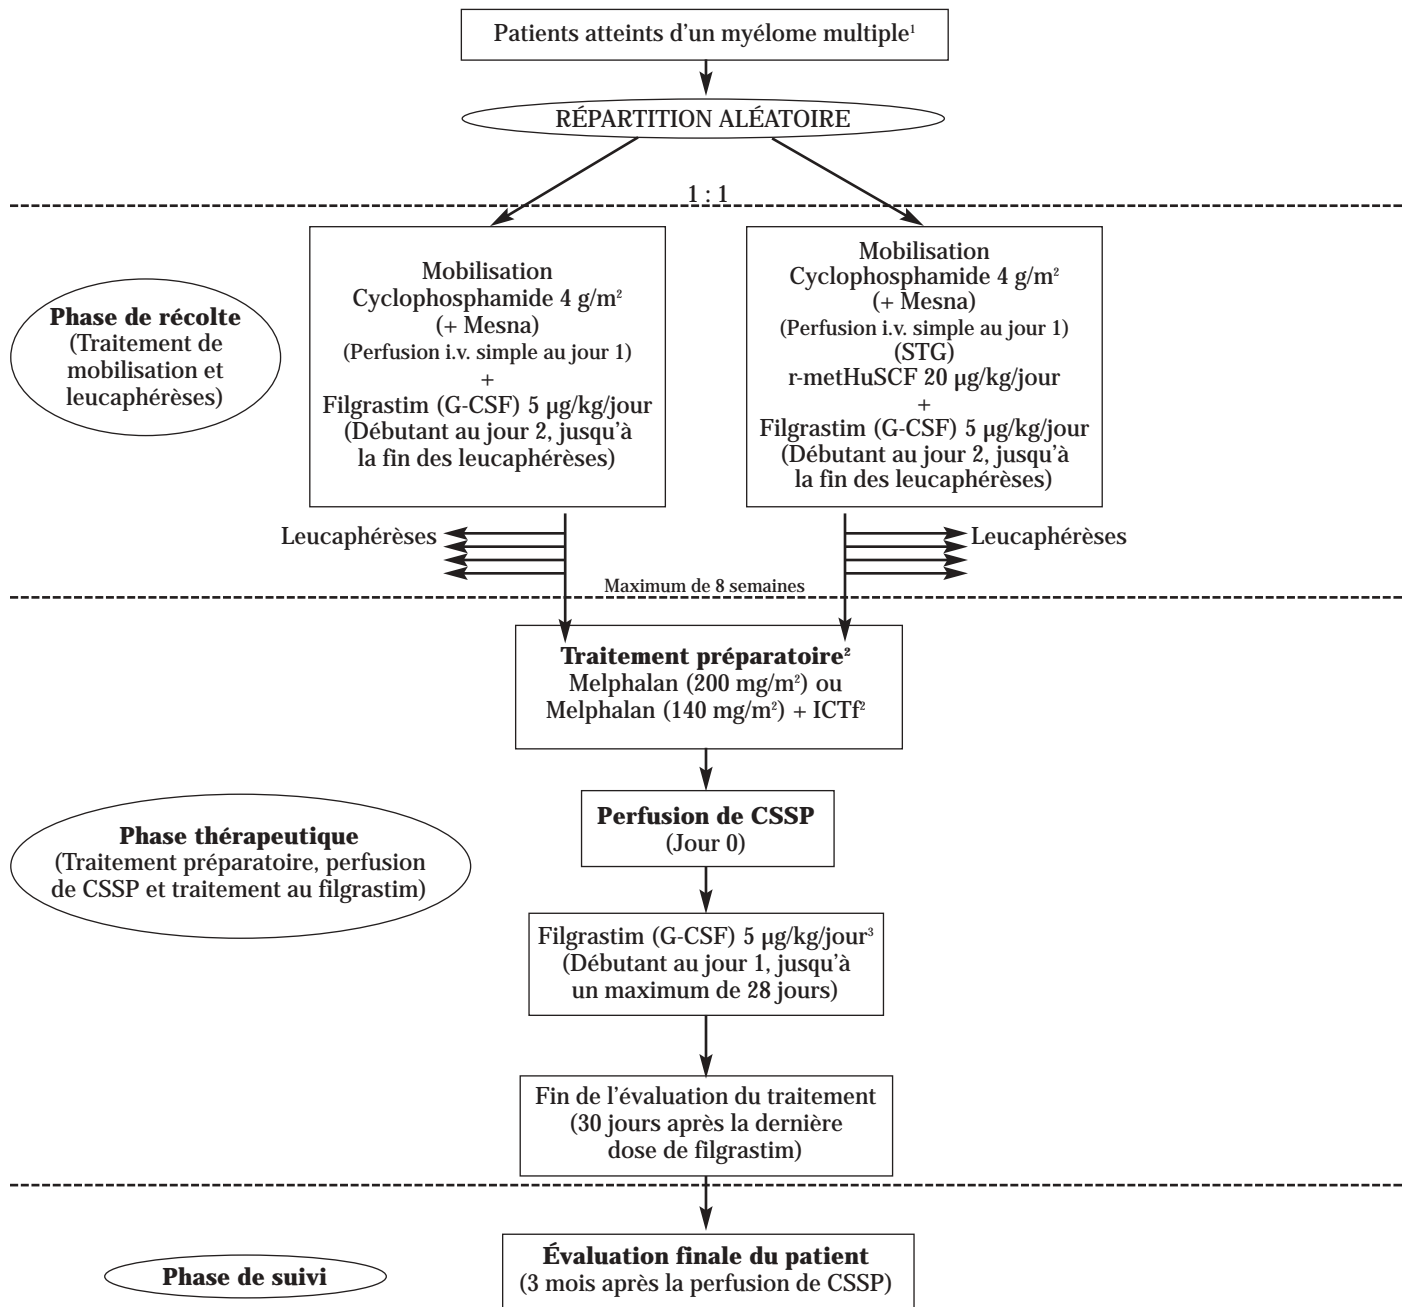 Patients atteints d’un myélome multiple¹
RÉPARTITION ALÉATOIRE
1 : 1
Phase de récolte
(Traitement de
mobilisation et
leucaphérèses)
Mobilisation
Cyclophosphamide 4 g/m²
(+ Mesna)
(Perfusion i.v. simple au jour 1)
+
Filgrastim (G-CSF) 5 µg/kg/jour
(Débutant au jour 2, jusqu’à
la fin des leucaphérèses)
Mobilisation
Cyclophosphamide 4 g/m²
(+ Mesna)
(Perfusion i.v. simple au jour 1)
(STG)
r-metHuSCF 20 µg/kg/jour
+
Filgrastim (G-CSF) 5 µg/kg/jour
(Débutant au jour 2, jusqu’à
la fin des leucaphérèses)
Leucaphérèses
Leucaphérèses
Maximum de 8 semaines
Traitement préparatoire²
Melphalan (200 mg/m²) ou
Melphalan (140 mg/m²) + ICTf²
Phase thérapeutique
(Traitement préparatoire, perfusion
de CSSP et traitement au filgrastim)
Perfusion de CSSP
(Jour 0)
Filgrastim (G-CSF) 5 µg/kg/jour³
(Débutant au jour 1, jusqu’à
un maximum de 28 jours)
Fin de l’évaluation du traitement
(30 jours après la dernière
dose de filgrastim)
Phase de suivi
Évaluation finale du patient
(3 mois après la perfusion de CSSP)